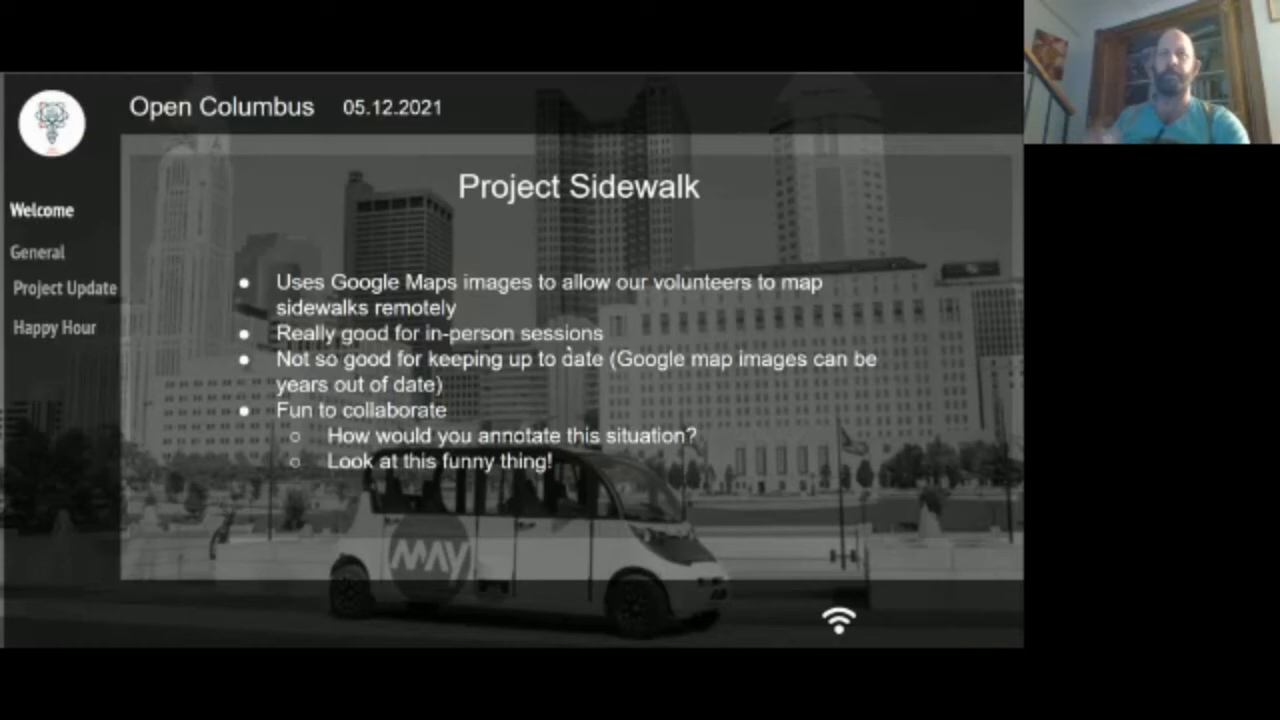 Open Columbus 05.12.2021
Welcome
General
Project Update
Happy Hour
Project Sidewalk
● Uses Google Maps images to allow our volunteers to map
sidewalks remotely
● Really good for in-person sessions
● Not so good for keeping up to date (Google map images can be
years out of date)
● Fun to collaborate
○ How would you annotate this situation?
○ Look at this funny thing!
MAY